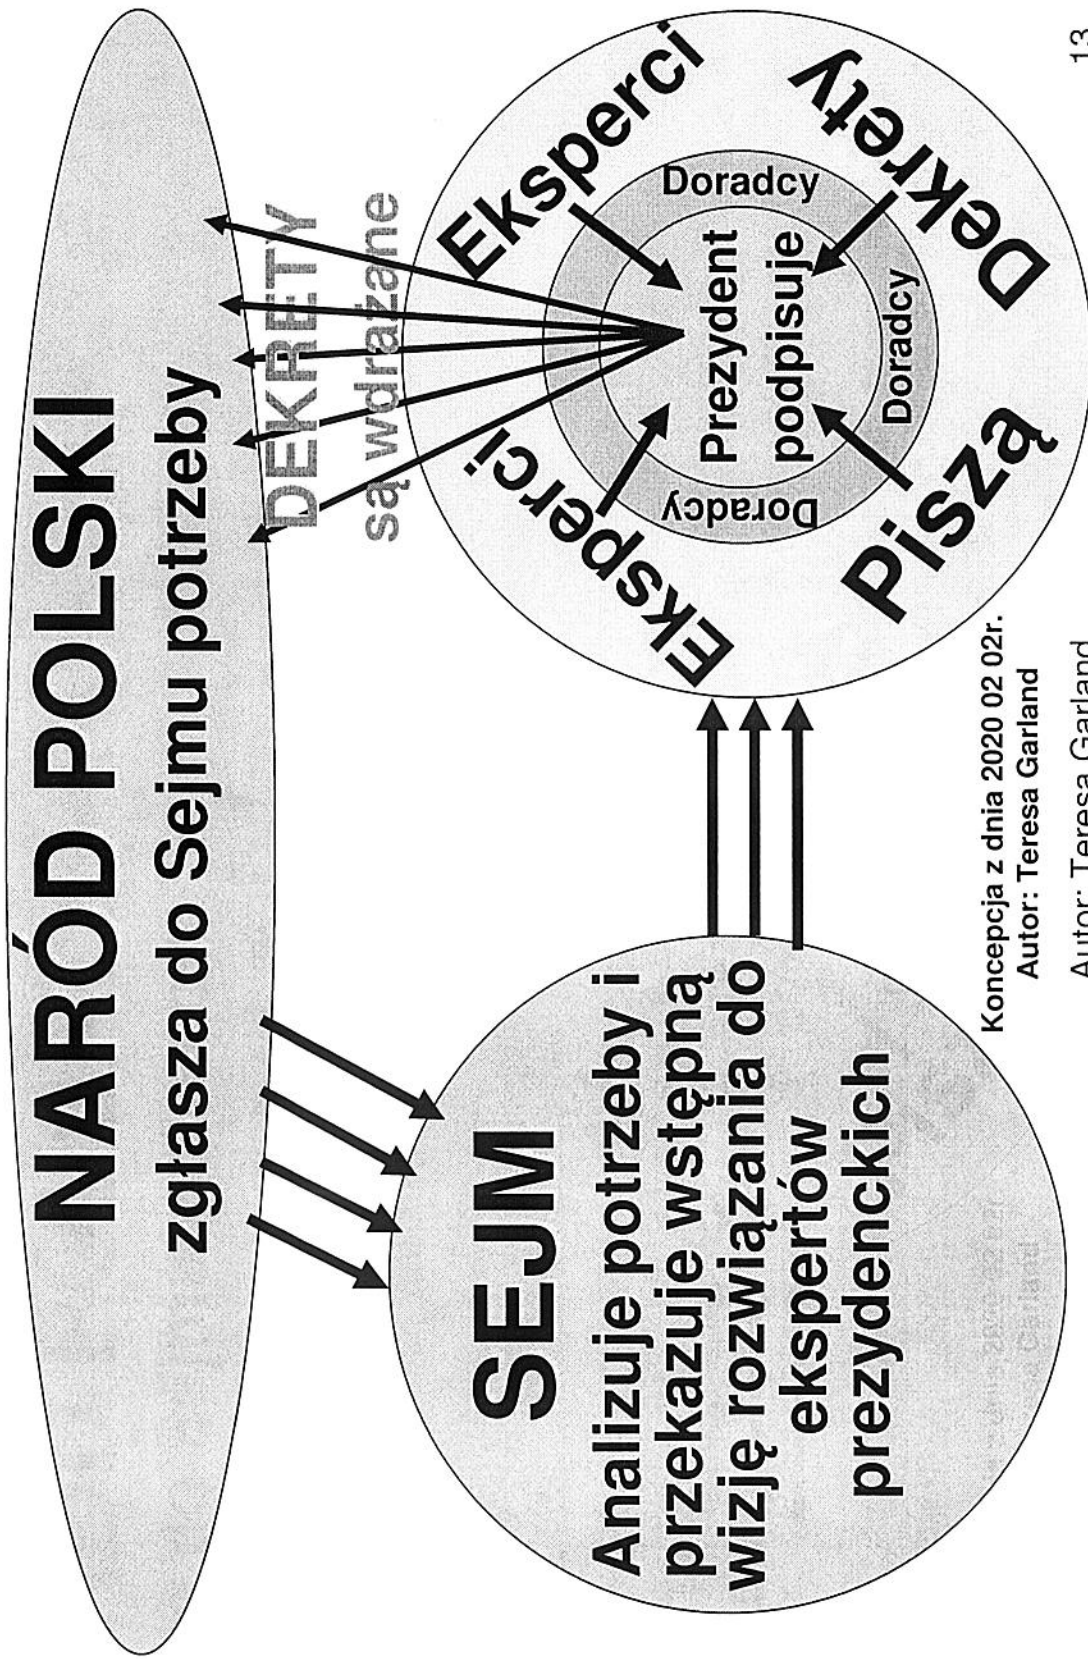 NARÓD POLSKI
zgłasza do Sejmu potrzeby
DEKRETY
są wdrażane
SEJM
Analizuje potrzeby i
przekazuje wstępną
wizję rozwiązania do
ekspertów
prezydenckich
Eksperci
Eksperci
Piszą
Dekrety
Doradcy
Doradcy
Doradcy
Prezydent
podpisuje
Koncepcja z dnia 2020 02 02r.
Autor: Teresa Garland
Autor: Teresa Garland
13